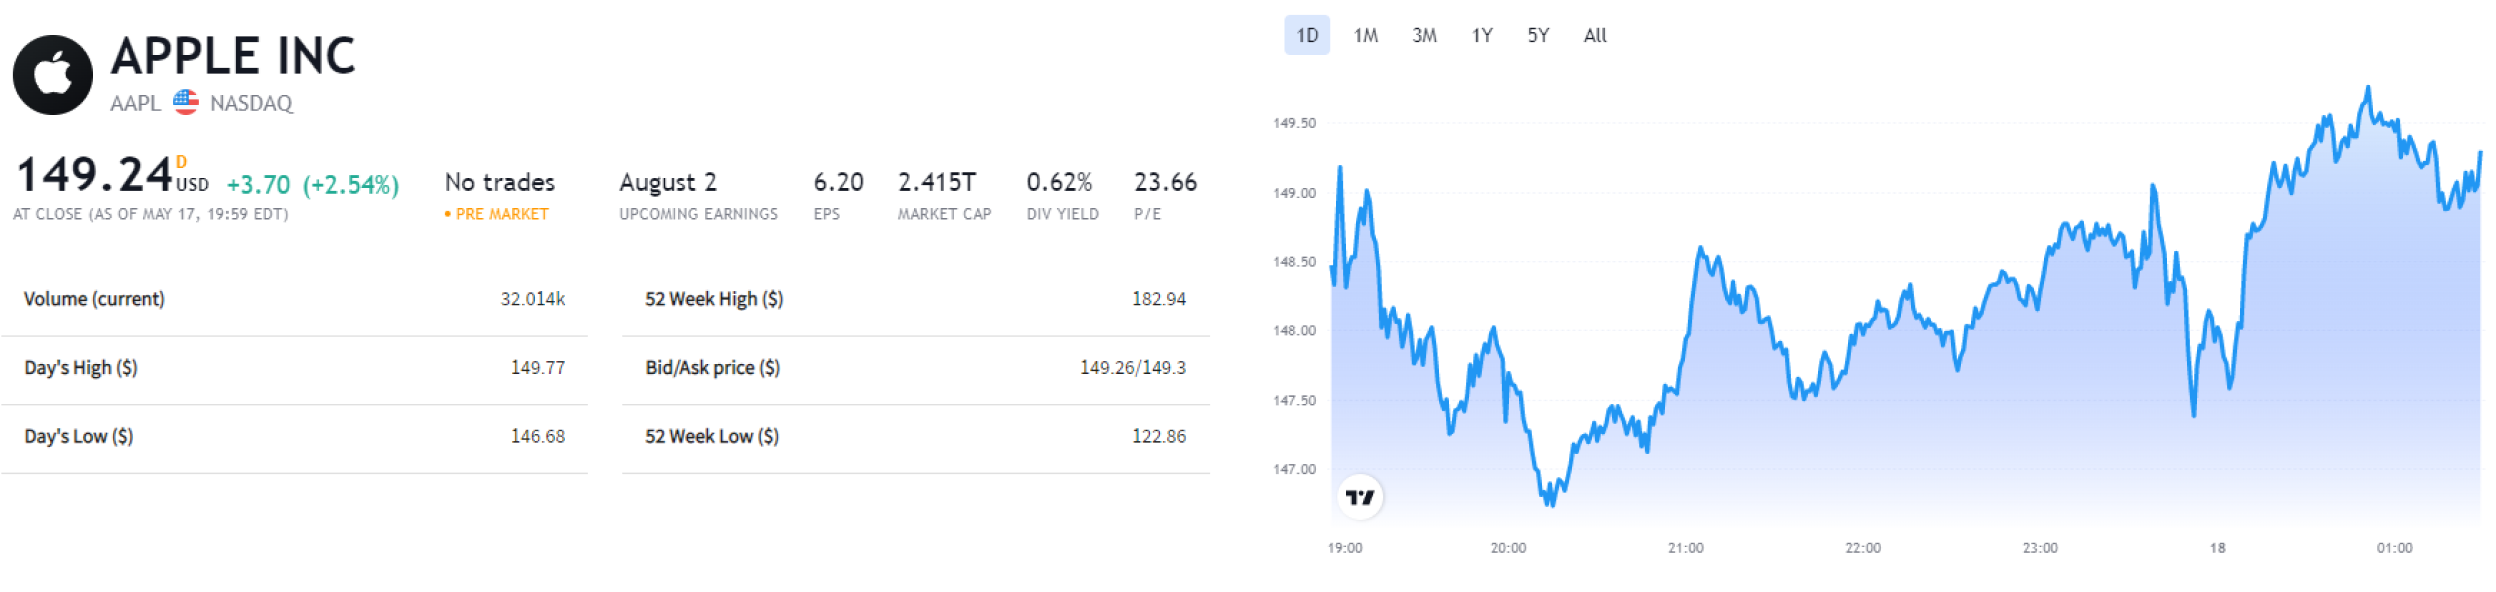 APPLE INC
AAPL NASDAQ
149.24 D USD +3.70 (+2.54%)
AT CLOSE (AS OF MAY 17, 19:59 EDT)
No trades
• PRE MARKET
August 2
UPCOMING EARNINGS
6.20
EPS
2.415T
MARKET CAP
0.62%
DIV YIELD
23.66
P/E
Volume (current) 32.014k
Day's High ($) 149.77
Day's Low ($) 146.68
52 Week High ($) 182.94
Bid/Ask price ($) 149.26/149.3
52 Week Low ($) 122.86
1D 1M 3M 1Y 5Y All
149.50
149.00
148.50
148.00
147.50
147.00
19:00 20:00 21:00 22:00 23:00 18 01:00